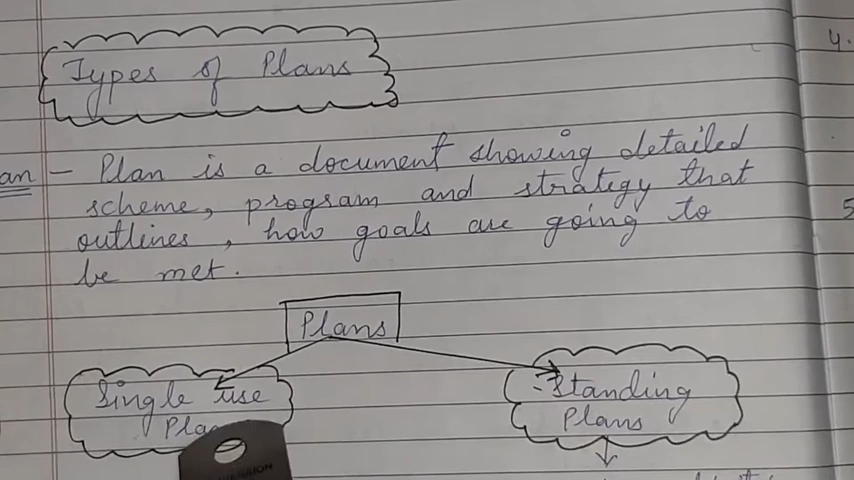 Types of Plans
4.
an - Plan is a document showing detailed
scheme, program and strategy that
outlines, how goals are going to
5
be met.
Plans
Single use
Standing
Plans